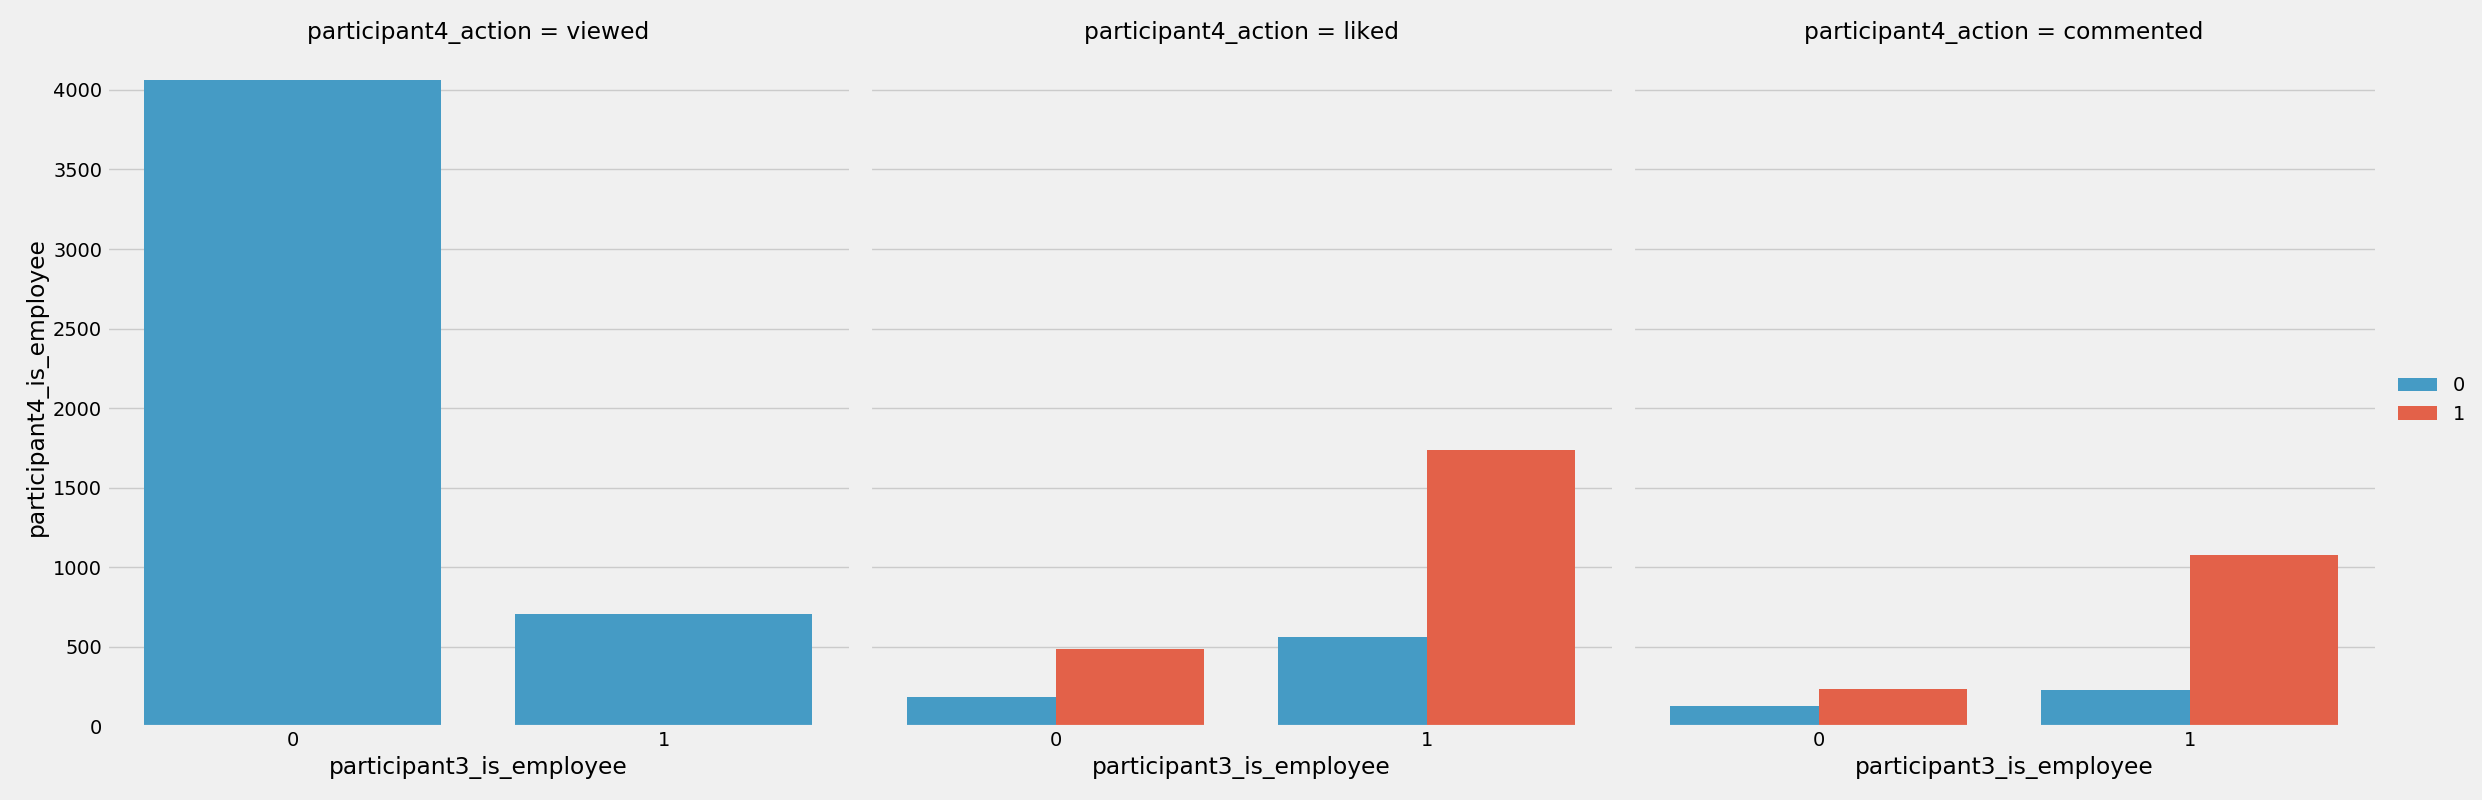 participant4_action = viewed
participant4_action = liked
participant4_action = commented
participant4_is_employee
4000
3500
3000
2500
2000
1500
1000
500
0
0 1
0 1
0 1
participant3_is_employee
participant3_is_employee
participant3_is_employee
0
1